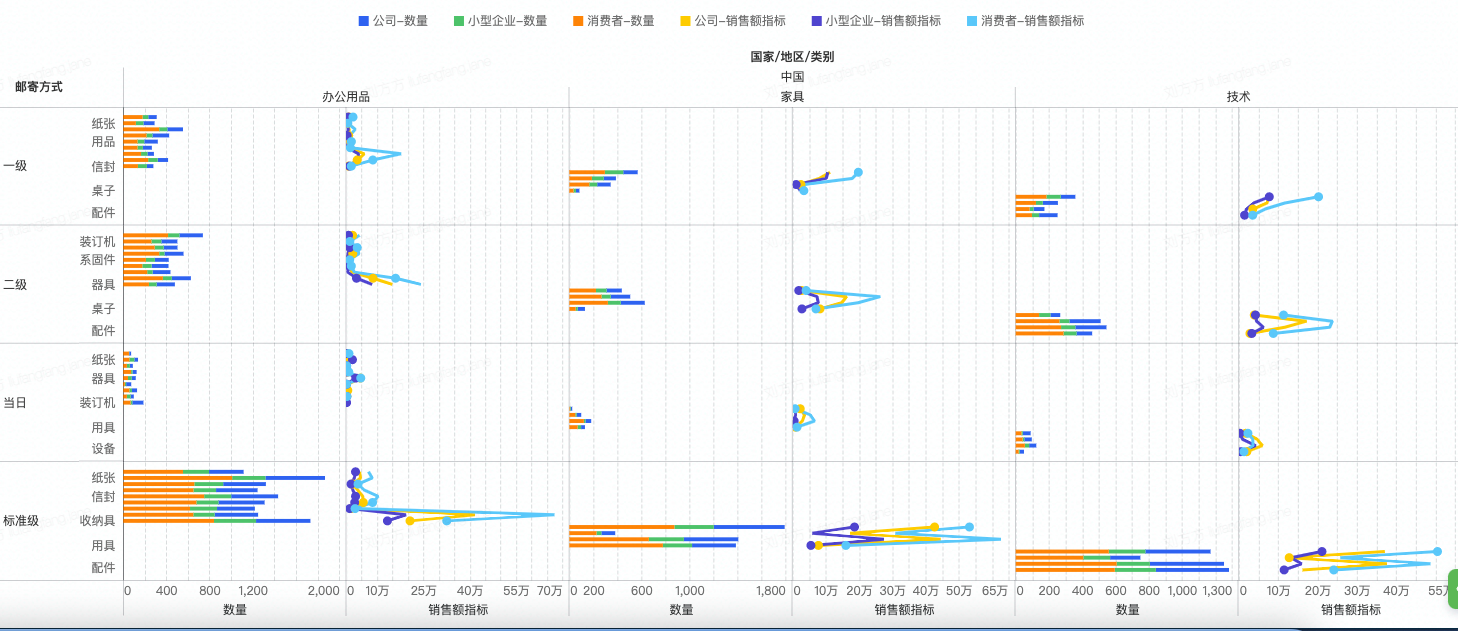 公司-数量 小型企业-数量 消费者-数量 公司-销售额指标 小型企业-销售额指标 消费者-销售额指标
国家/地区/类别
中国
邮寄方式
办公用品 家具 技术
纸张
用品
一级 信封
桌子
配件
装订机
系固件
二级 器具
桌子
配件
纸张
器具
当日 装订机
用具
设备
纸张
信封
标准级 收纳具
用具
配件
0 400 800 1,200 2,000 0 10万 25万 40万 55万 70万 0 200 600 1,000 1,800 0 10万 20万 30万 40万 50万 65万 0 200 400 600 800 1,000 1,300 0 10万 20万 30万 40万 55万
数量 销售额指标 数量 销售额指标 数量 销售额指标